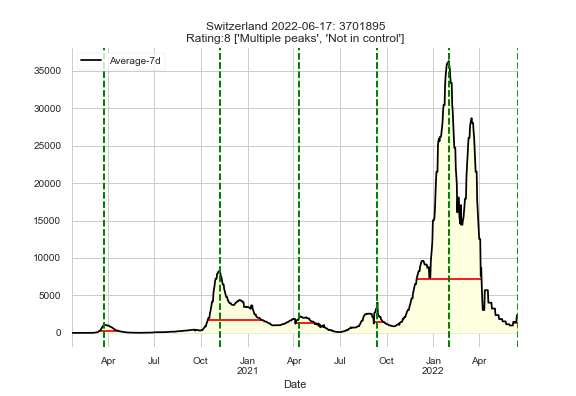 Switzerland 2022-06-17: 3701895
Rating:8 ['Multiple peaks', 'Not in control']
Average-7d
35000
30000
25000
20000
15000
10000
5000
0
Apr Jul Oct Jan Apr Jul Oct Jan Apr
2021 2022
Date